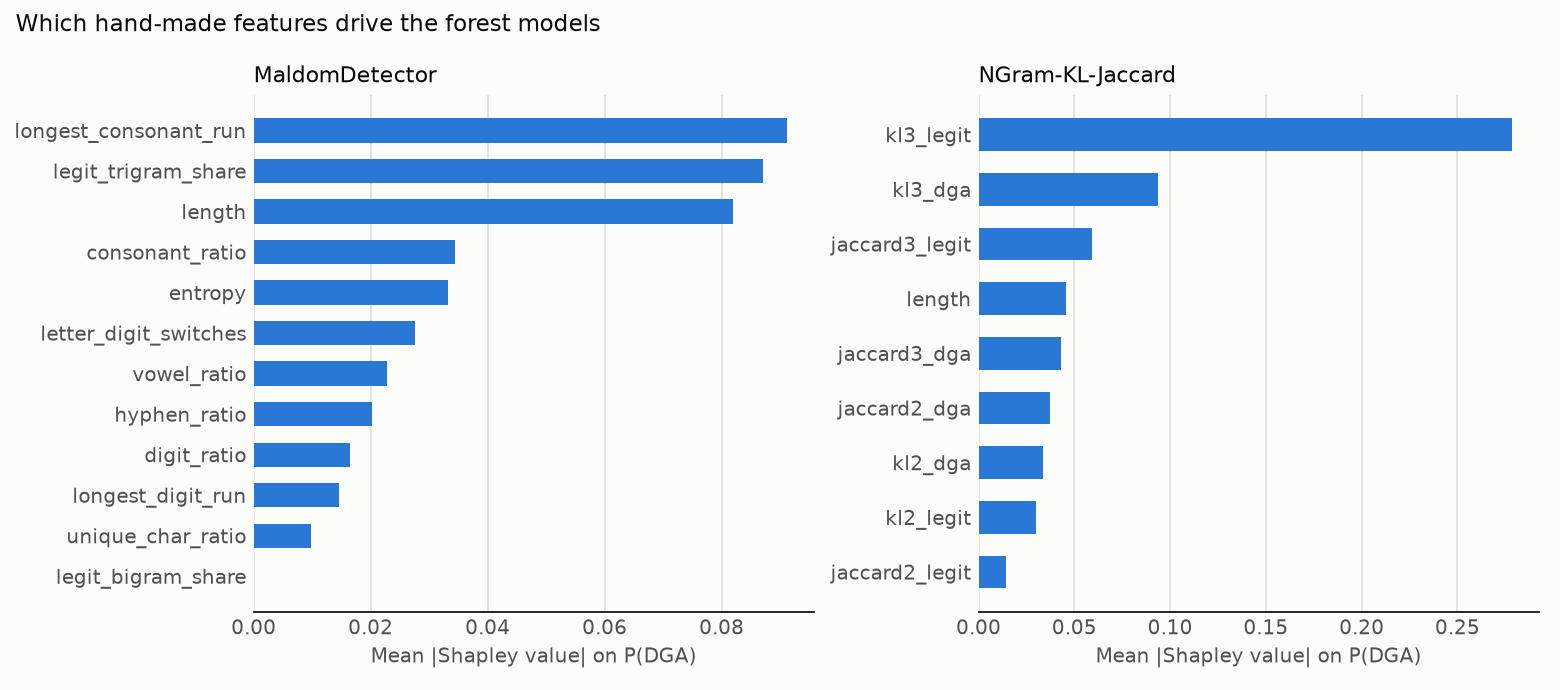 Which hand-made features drive the forest models
MaldomDetector
longest_consonant_run
legit_trigram_share
length
consonant_ratio
entropy
letter_digit_switches
vowel_ratio
hyphen_ratio
digit_ratio
longest_digit_run
unique_char_ratio
legit_bigram_share
0.00 0.02 0.04 0.06 0.08
Mean |Shapley value| on P(DGA)
NGram-KL-Jaccard
kl3_legit
kl3_dga
jaccard3_legit
length
jaccard3_dga
jaccard2_dga
kl2_dga
kl2_legit
jaccard2_legit
0.00 0.05 0.10 0.15 0.20 0.25
Mean |Shapley value| on P(DGA)